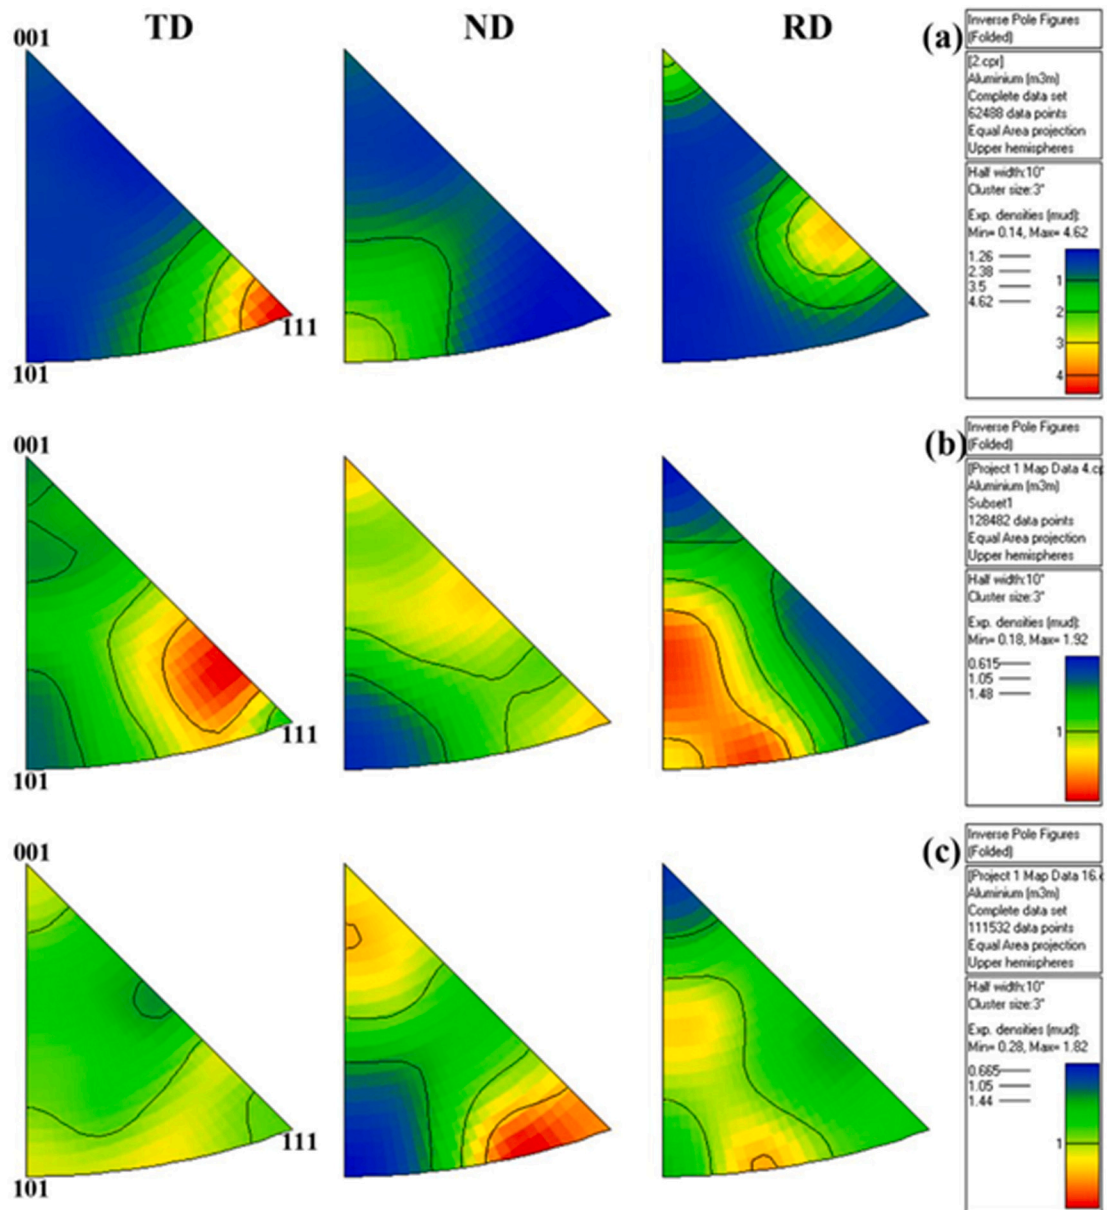 TD ND RD (a)
001
101
111
Inverse Pole Figures
(Folded)
[2.cpr]
Aluminium (m3m)
Complete data set
62488 data points
Equal Area projection
Upper hemispheres
Half width:10°
Cluster size:3°
Exp. densities (mud):
Min= 0.14, Max= 4.62
1.26
2.38
3.5
4.62
1
2
3
4
(b)
001
101
111
Inverse Pole Figures
(Folded)
[Project 1 Map Data 4.cp
Aluminium (m3m)
Subset1
128482 data points
Equal Area projection
Upper hemispheres
Half width:10°
Cluster size:3°
Exp. densities (mud):
Min= 0.18, Max= 1.92
0.615
1.05
1.48
1
(c)
001
101
111
Inverse Pole Figures
(Folded)
[Project 1 Map Data 16.c
Aluminium (m3m)
Complete data set
111532 data points
Equal Area projection
Upper hemispheres
Half width:10°
Cluster size:3°
Exp. densities (mud):
Min= 0.28, Max= 1.82
0.665
1.05
1.44
1